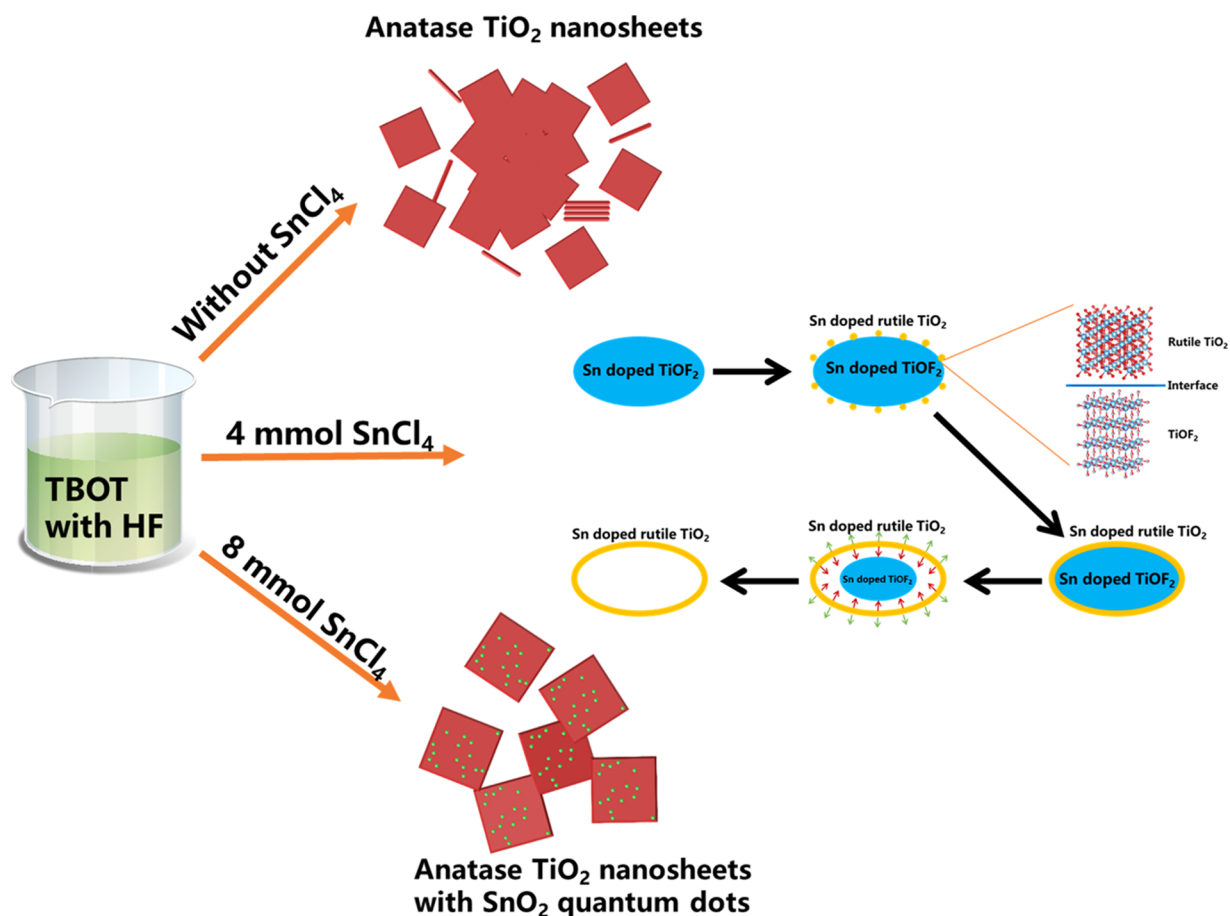 Anatase TiO₂ nanosheets
Without SnCl₄
Sn doped rutile TiO₂
Sn doped TiOF₂
Sn doped TiOF₂
Rutile TiO₂
Interface
TiOF₂
4 mmol SnCl₄
TBOT
with HF
Sn doped rutile TiO₂
Sn doped rutile TiO₂
Sn doped TiOF₂
Sn doped rutile TiO₂
Sn doped TiOF₂
8 mmol SnCl₄
Anatase TiO₂ nanosheets
with SnO₂ quantum dots